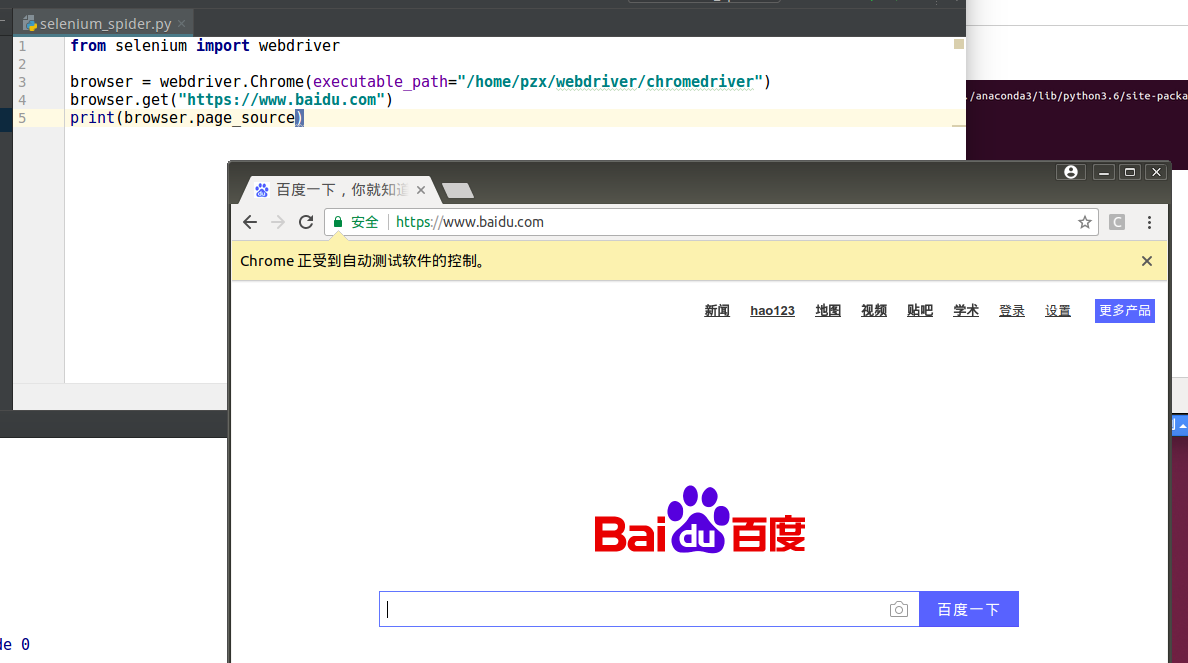 selenium_spider.py
1 from selenium import webdriver
2
3 browser = webdriver.Chrome(executable_path="/home/pzx/webdriver/chromedriver")
4 browser.get("https://www.baidu.com")
5 print(browser.page_source)
/anaconda3/lib/python3.6/site-packa
百度一下，你就知道
安全 https://www.baidu.com
C
Chrome 正受到自动测试软件的控制。
新闻 hao123 地图 视频 贴吧 学术 登录 设置 更多产品
Bai du 百度
百度一下
de 0